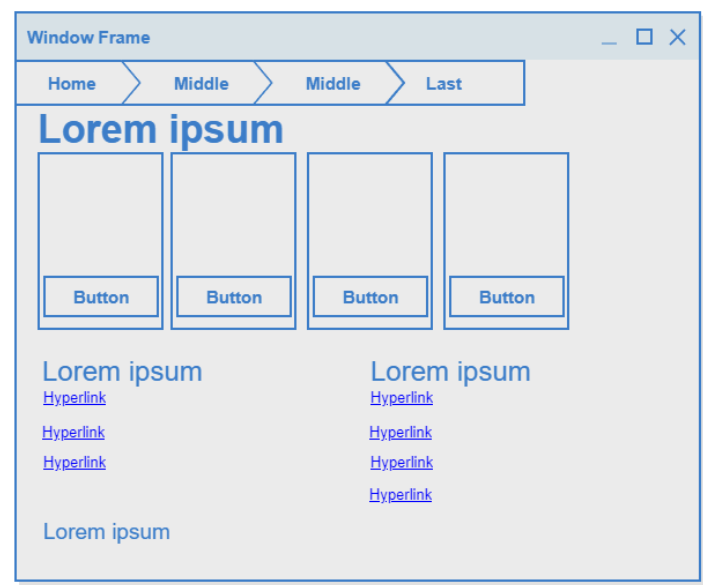 Window Frame
Home Middle Middle Last
Lorem ipsum
Button Button Button Button
Lorem ipsum
Hyperlink
Hyperlink
Hyperlink
Lorem ipsum
Hyperlink
Hyperlink
Hyperlink
Hyperlink
Lorem ipsum